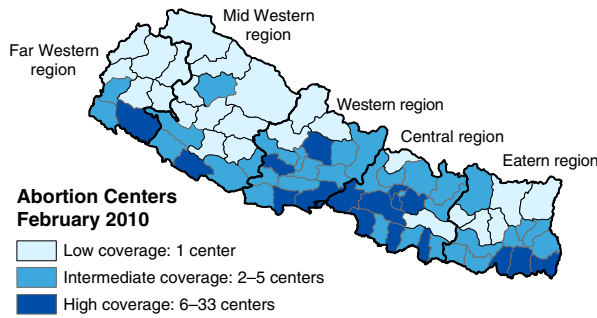 Mid Western
region
Far Western
region
Western region
Central region
Eatern region
Abortion Centers
February 2010
Low coverage: 1 center
Intermediate coverage: 2–5 centers
High coverage: 6–33 centers